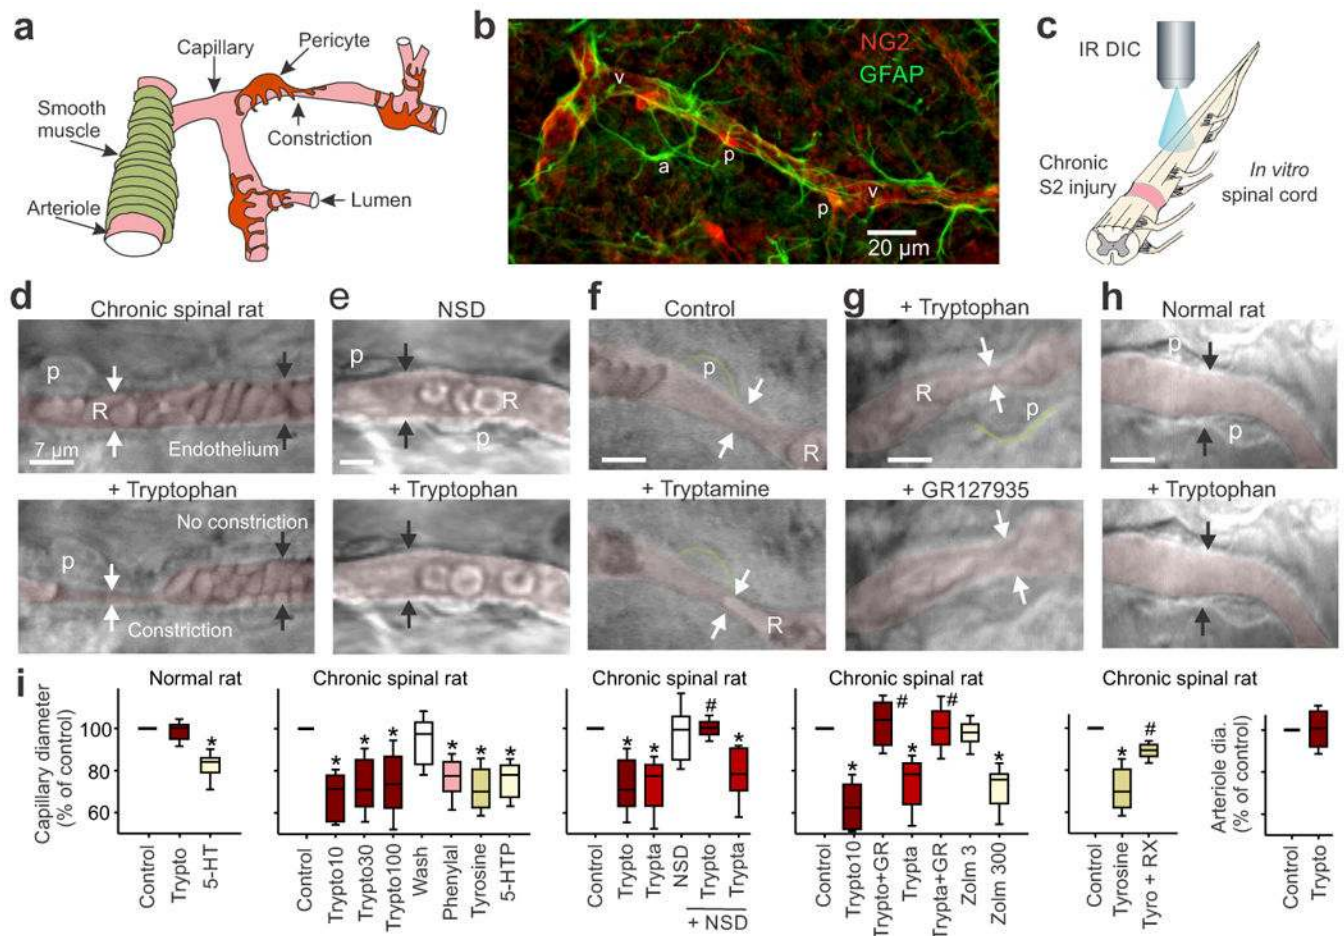 a
Capillary
Pericyte
Smooth
muscle
Constriction
Arteriole
Lumen
b
NG2
GFAP
v
p
a
v
p
20 µm
c
IR DIC
Chronic
S2 injury
In vitro
spinal cord
d
Chronic spinal rat
p
R
7 µm
Endothelium
+ Tryptophan
No constriction
p
Constriction
e
NSD
p
R
p
+ Tryptophan
f
Control
p
R
+ Tryptamine
R
g
+ Tryptophan
R
p
+ GR127935
h
Normal rat
p
p
+ Tryptophan
i
Capillary diameter
(% of control)
100
80
60
Normal rat
*
Control
Trypto
5-HT
Chronic spinal rat
* * * * * *
Control
Trypto10
Trypto30
Trypto100
Wash
Phenylal
Tyrosine
5-HTP
Chronic spinal rat
* * # *
Control
Trypto
Trypta
NSD
Trypto
Trypta
+ NSD
Chronic spinal rat
* # * # *
Control
Trypto10
Trypto+GR
Trypta
Trypta+GR
Zolm 3
Zolm 300
Chronic spinal rat
* #
Control
Tyrosine
Tyro + RX
Arteriole dia.
(% of control)
Control
Trypto